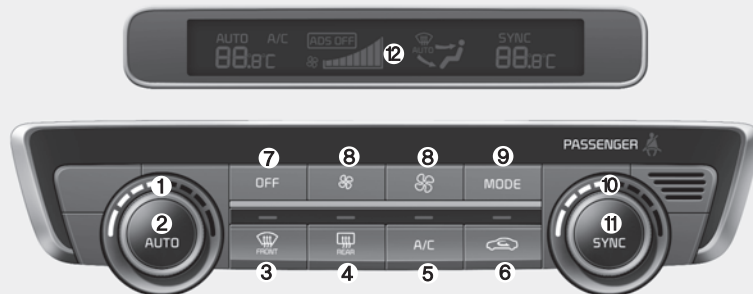 AUTO A/C ADS OFF AUTO SYNC
88.8°C ⑫ 88.8°C
PASSENGER
⑦ ⑧ ⑧ ⑨
① OFF MODE ⑩
② AUTO ⑪ SYNC
FRONT REAR A/C
③ ④ ⑤ ⑥